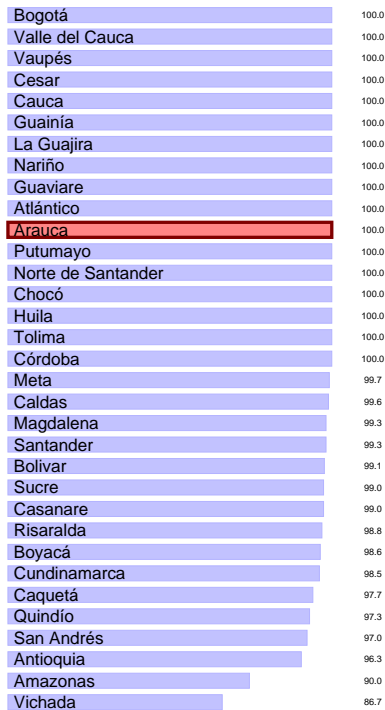 Bogotá 100.0
Valle del Cauca 100.0
Vaupés 100.0
Cesar 100.0
Cauca 100.0
Guainía 100.0
La Guajira 100.0
Nariño 100.0
Guaviare 100.0
Atlántico 100.0
Arauca 100.0
Putumayo 100.0
Norte de Santander 100.0
Chocó 100.0
Huila 100.0
Tolima 100.0
Córdoba 100.0
Meta 99.7
Caldas 99.6
Magdalena 99.3
Santander 99.3
Bolivar 99.1
Sucre 99.0
Casanare 99.0
Risaralda 98.8
Boyacá 98.6
Cundinamarca 98.5
Caquetá 97.7
Quindío 97.3
San Andrés 97.0
Antioquia 96.3
Amazonas 90.0
Vichada 86.7